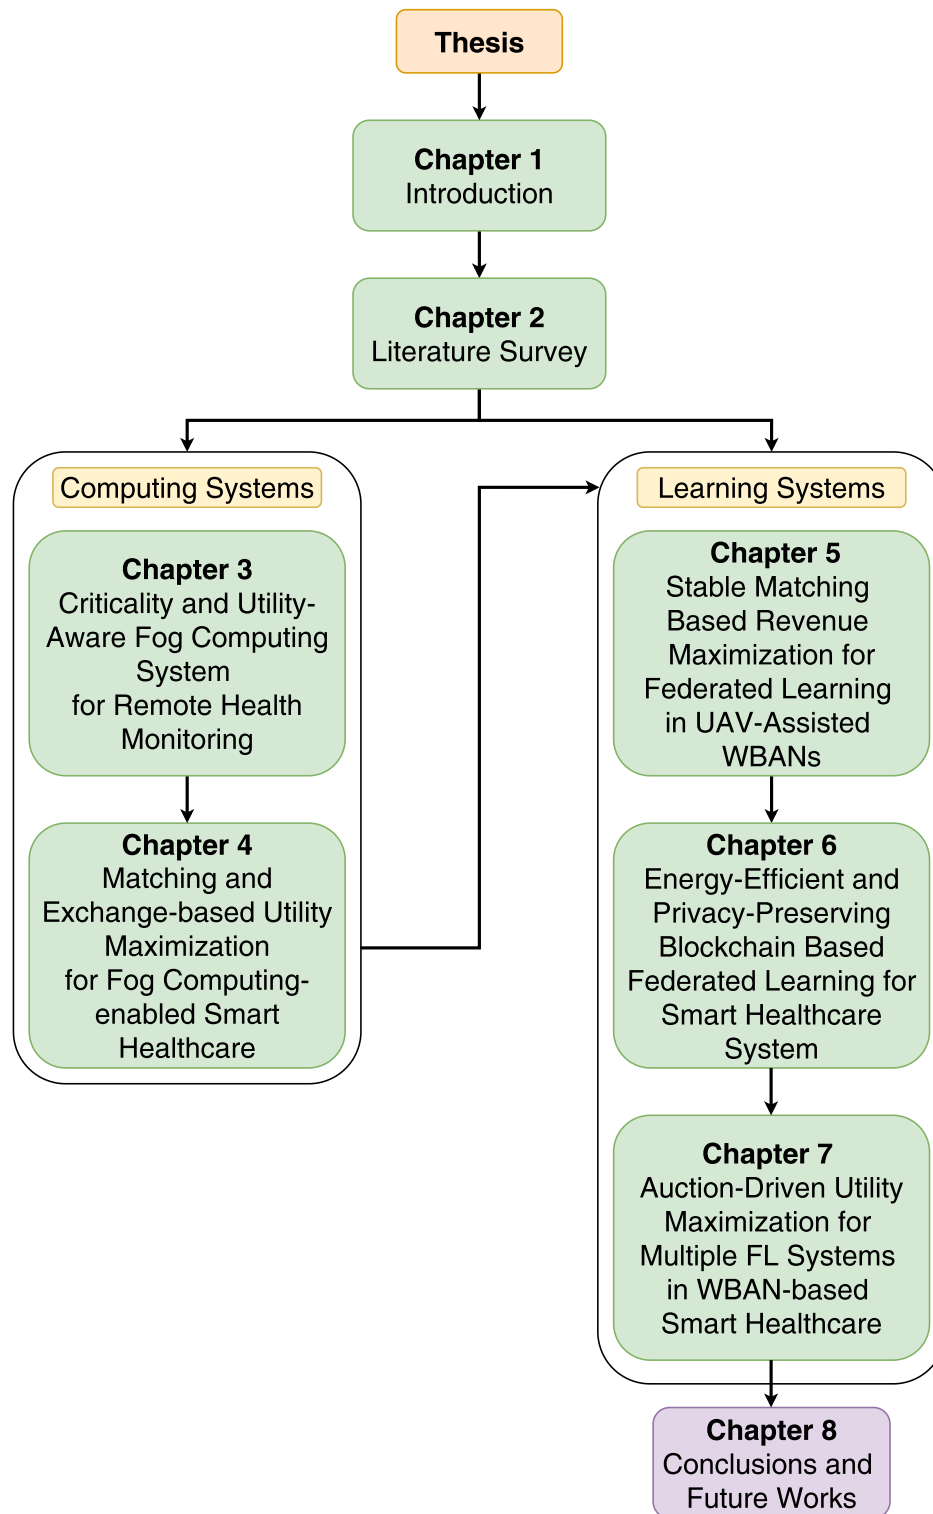 Thesis
Chapter 1
Introduction
Chapter 2
Literature Survey
Computing Systems
Chapter 3
Criticality and Utility-
Aware Fog Computing
System
for Remote Health
Monitoring
Chapter 4
Matching and
Exchange-based Utility
Maximization
for Fog Computing-
enabled Smart
Healthcare
Learning Systems
Chapter 5
Stable Matching
Based Revenue
Maximization for
Federated Learning
in UAV-Assisted
WBANs
Chapter 6
Energy-Efficient and
Privacy-Preserving
Blockchain Based
Federated Learning for
Smart Healthcare
System
Chapter 7
Auction-Driven Utility
Maximization for
Multiple FL Systems
in WBAN-based
Smart Healthcare
Chapter 8
Conclusions and
Future Works